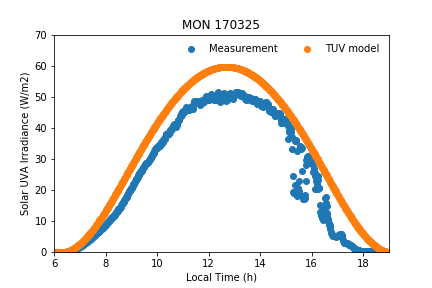 MON 170325
Measurement TUV model
Solar UVA Irradiance (W/m2)
70
60
50
40
30
20
10
0
6 8 10 12 14 16 18
Local Time (h)